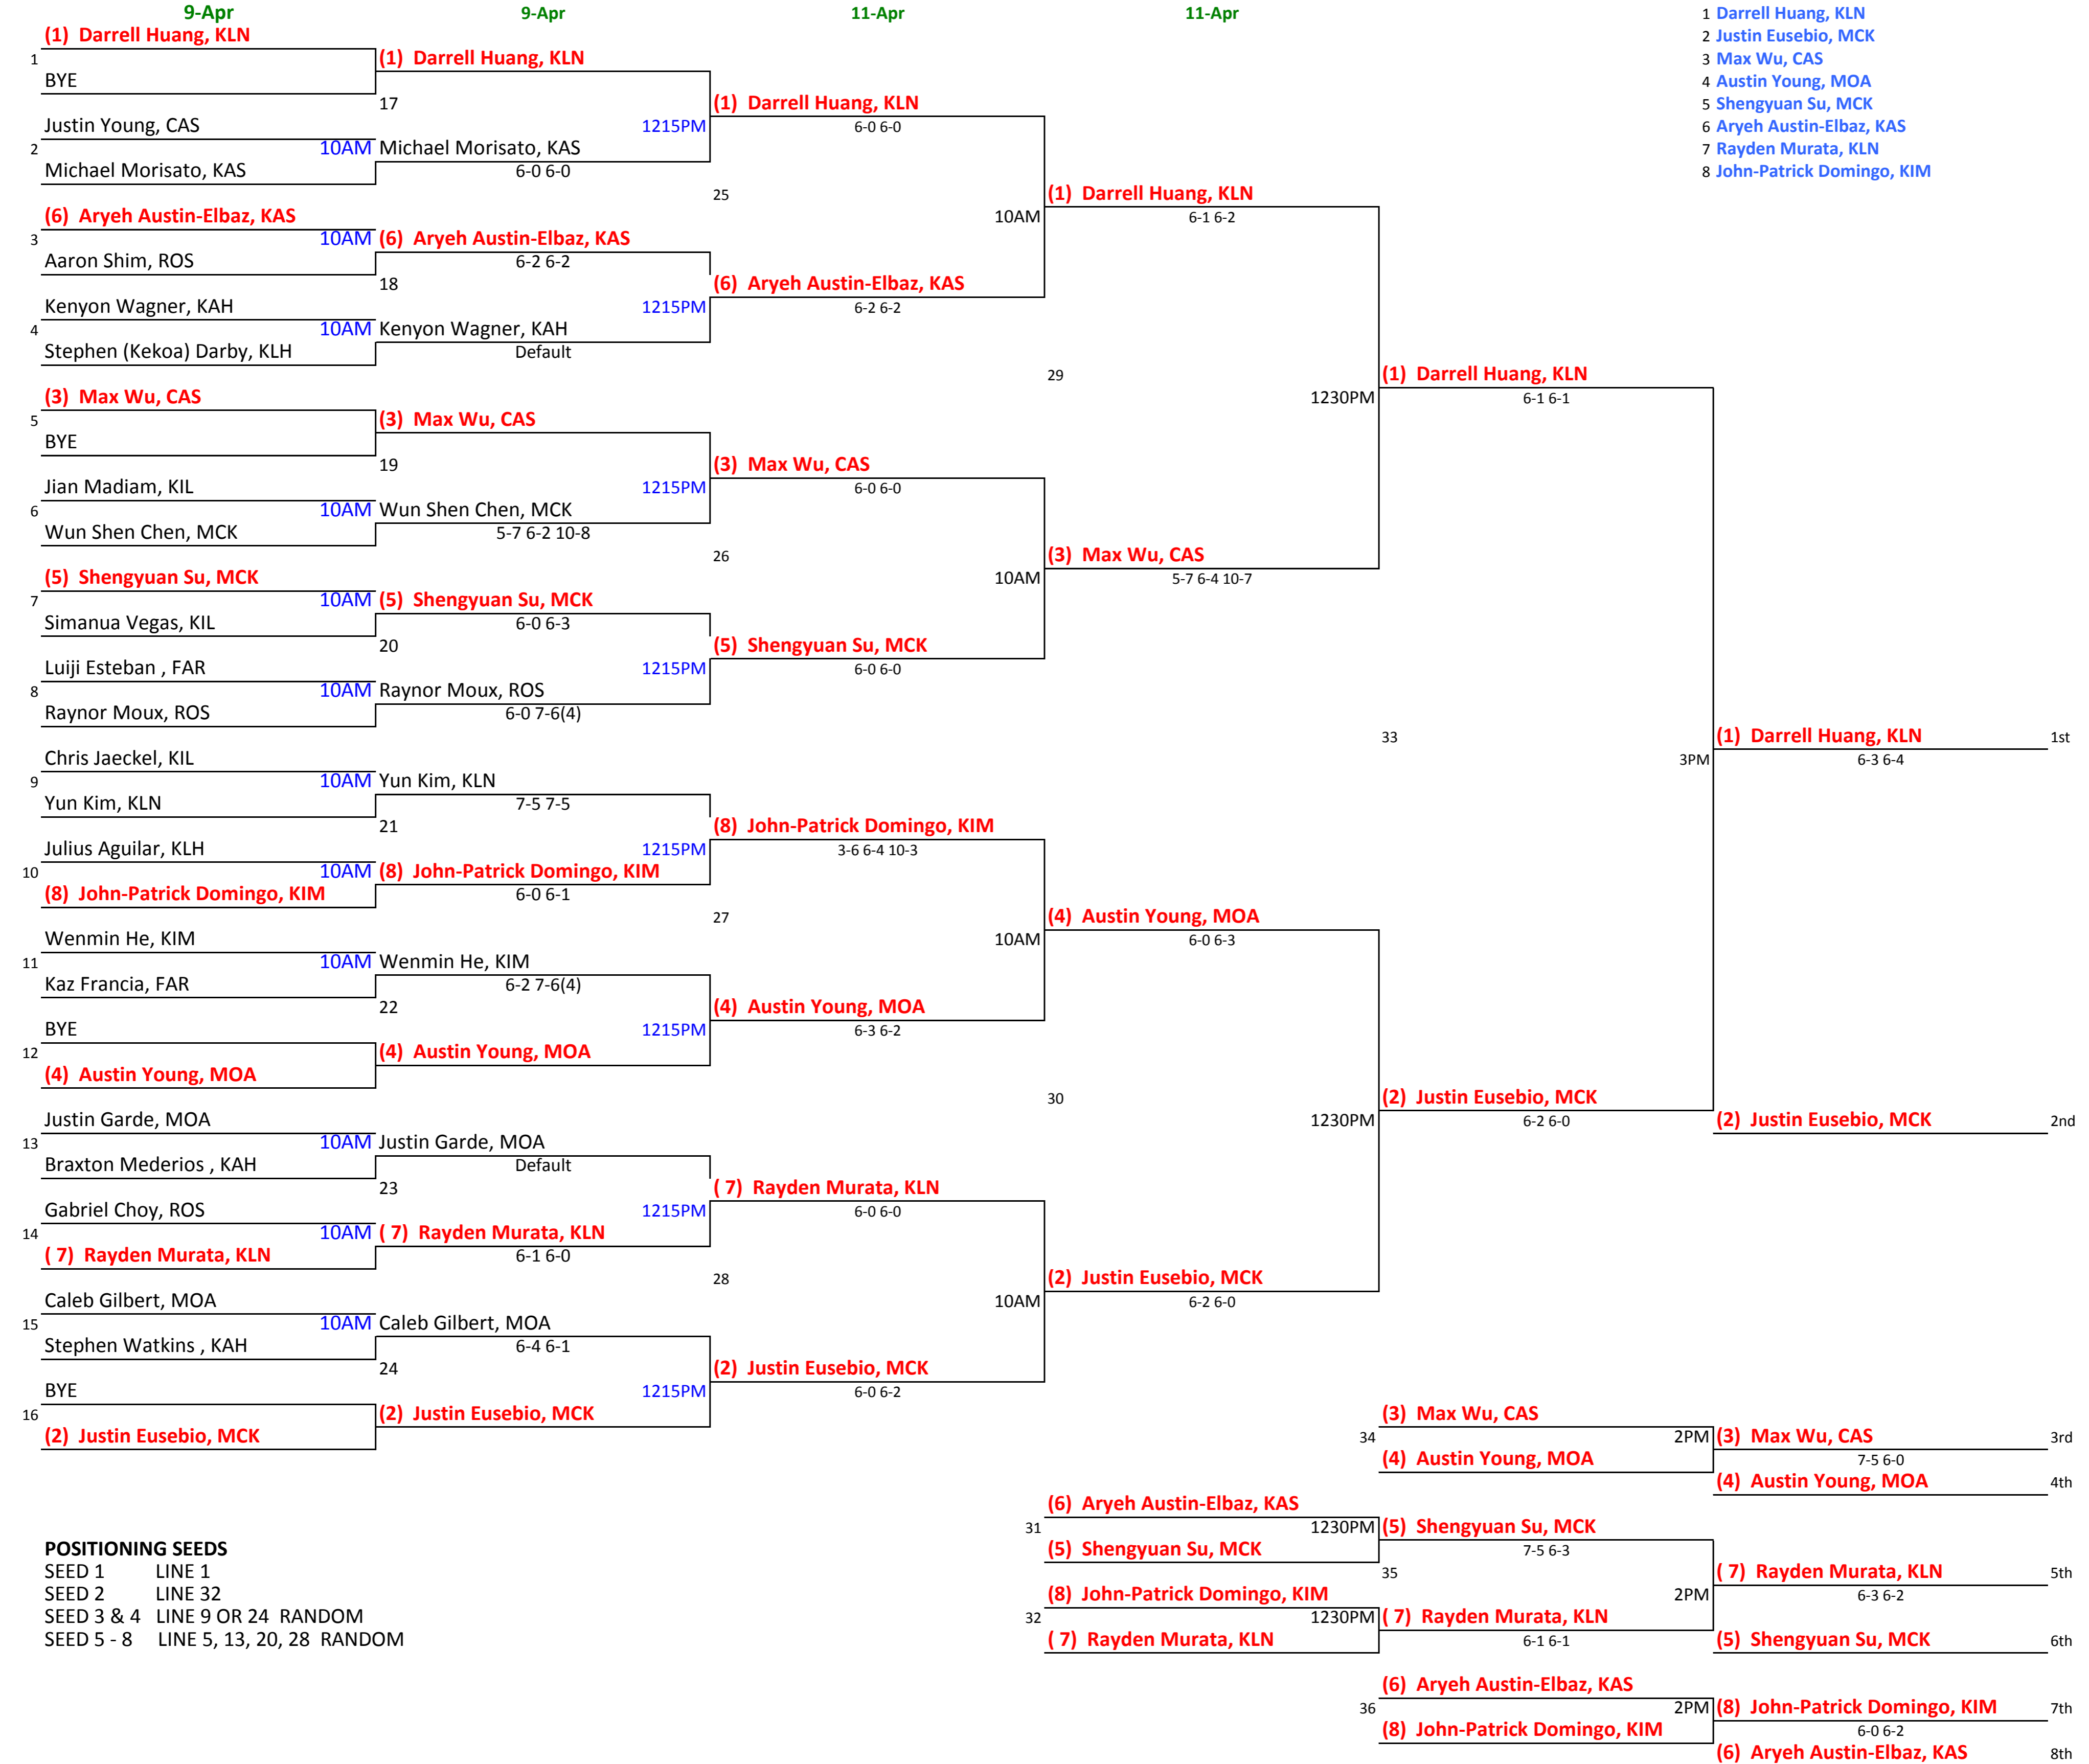 9-Apr 9-Apr 11-Apr 11-Apr
1 Darrell Huang, KLN
2 Justin Eusebio, MCK
3 Max Wu, CAS
4 Austin Young, MOA
5 Shengyuan Su, MCK
6 Aryeh Austin-Elbaz, KAS
7 Rayden Murata, KLN
8 John-Patrick Domingo, KIM
(1) Darrell Huang, KLN
1
BYE
Justin Young, CAS
2
10AM
Michael Morisato, KAS
(6) Aryeh Austin-Elbaz, KAS
3
10AM
Aaron Shim, ROS
Kenyon Wagner, KAH
4
10AM
Stephen (Kekoa) Darby, KLH
(3) Max Wu, CAS
5
BYE
Jian Madiam, KIL
6
10AM
Wun Shen Chen, MCK
(5) Shengyuan Su, MCK
7
10AM
Simanua Vegas, KIL
Luiji Esteban , FAR
8
10AM
Raynor Moux, ROS
Chris Jaeckel, KIL
9
10AM
Yun Kim, KLN
Julius Aguilar, KLH
10
10AM
(8) John-Patrick Domingo, KIM
Wenmin He, KIM
11
10AM
Kaz Francia, FAR
BYE
12
(4) Austin Young, MOA
Justin Garde, MOA
13
10AM
Braxton Mederios , KAH
Gabriel Choy, ROS
14
10AM
( 7) Rayden Murata, KLN
Caleb Gilbert, MOA
15
10AM
Stephen Watkins , KAH
BYE
16
(2) Justin Eusebio, MCK
(1) Darrell Huang, KLN
17
1215PM
Michael Morisato, KAS
6-0 6-0
(6) Aryeh Austin-Elbaz, KAS
6-2 6-2
18
1215PM
Kenyon Wagner, KAH
Default
(3) Max Wu, CAS
19
1215PM
Wun Shen Chen, MCK
5-7 6-2 10-8
(5) Shengyuan Su, MCK
6-0 6-3
20
1215PM
Raynor Moux, ROS
6-0 7-6(4)
Yun Kim, KLN
7-5 7-5
21
1215PM
(8) John-Patrick Domingo, KIM
6-0 6-1
Wenmin He, KIM
6-2 7-6(4)
22
1215PM
(4) Austin Young, MOA
Justin Garde, MOA
Default
23
1215PM
( 7) Rayden Murata, KLN
6-1 6-0
Caleb Gilbert, MOA
6-4 6-1
24
1215PM
(2) Justin Eusebio, MCK
(1) Darrell Huang, KLN
6-0 6-0
25
10AM
(6) Aryeh Austin-Elbaz, KAS
6-2 6-2
(3) Max Wu, CAS
6-0 6-0
26
10AM
(5) Shengyuan Su, MCK
6-0 6-0
(8) John-Patrick Domingo, KIM
3-6 6-4 10-3
27
10AM
(4) Austin Young, MOA
6-3 6-2
( 7) Rayden Murata, KLN
6-0 6-0
28
10AM
(2) Justin Eusebio, MCK
6-0 6-2
(1) Darrell Huang, KLN
6-1 6-2
29
1230PM
(3) Max Wu, CAS
5-7 6-4 10-7
(4) Austin Young, MOA
6-0 6-3
30
1230PM
(2) Justin Eusebio, MCK
6-2 6-0
(1) Darrell Huang, KLN
6-1 6-1
33
3PM
(2) Justin Eusebio, MCK
6-2 6-0
(1) Darrell Huang, KLN 1st
6-3 6-4
(2) Justin Eusebio, MCK 2nd
(3) Max Wu, CAS
34
2PM
(4) Austin Young, MOA
(3) Max Wu, CAS 3rd
7-5 6-0
(4) Austin Young, MOA 4th
(6) Aryeh Austin-Elbaz, KAS
31
1230PM
(5) Shengyuan Su, MCK
(8) John-Patrick Domingo, KIM
32
1230PM
( 7) Rayden Murata, KLN
(5) Shengyuan Su, MCK
7-5 6-3
35
2PM
( 7) Rayden Murata, KLN
6-1 6-1
( 7) Rayden Murata, KLN 5th
6-3 6-2
(5) Shengyuan Su, MCK 6th
(6) Aryeh Austin-Elbaz, KAS
36
2PM
(8) John-Patrick Domingo, KIM
(8) John-Patrick Domingo, KIM 7th
6-0 6-2
(6) Aryeh Austin-Elbaz, KAS 8th
POSITIONING SEEDS
SEED 1 LINE 1
SEED 2 LINE 32
SEED 3 & 4 LINE 9 OR 24 RANDOM
SEED 5 - 8 LINE 5, 13, 20, 28 RANDOM